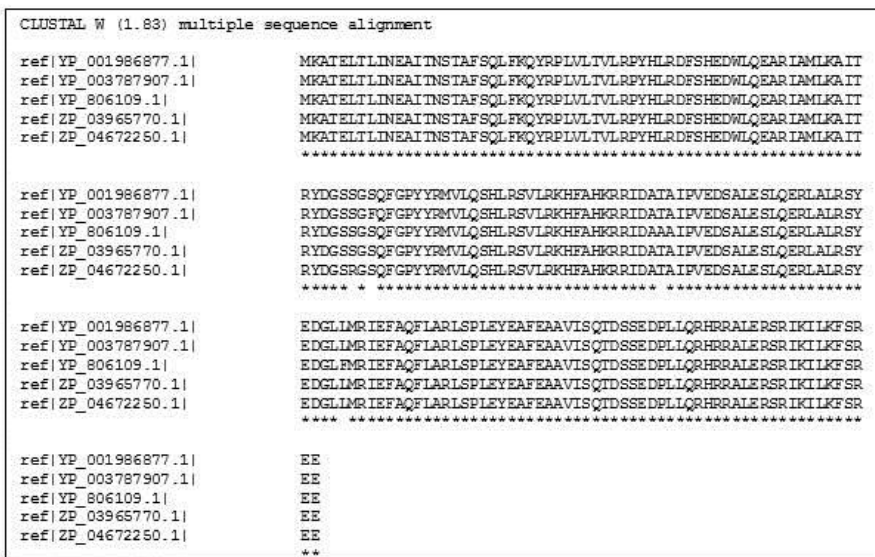 CLUSTAL W (1.83) multiple sequence alignment
ref|YP_001986877.1| MKATELTLINEAITNSTAFSQLFKQYRPLVLTVLRPYHLRDFSHEDWLQEARIAMLKAIT
ref|YP_003787907.1| MKATELTLINEAITNSTAFSQLFKQYRPLVLTVLRPYHLRDFSHEDWLQEARIAMLKAIT
ref|YP_806109.1| MKATELTLINEAITNSTAFSQLFKQYRPLVLTVLRPYHLRDFSHEDWLQEARIAMLKAIT
ref|ZP_03965770.1| MKATELTLINEAITNSTAFSQLFKQYRPLVLTVLRPYHLRDFSHEDWLQEARIAMLKAIT
ref|ZP_04672250.1| MKATELTLINEAITNSTAFSQLFKQYRPLVLTVLRPYHLRDFSHEDWLQEARIAMLKAIT
************************************************************
ref|YP_001986877.1| RYDGSSGSQFGPYYRMVLQSHLRSVLRKHFAHKRRIDATAIPVEDSALESLQERLALRSY
ref|YP_003787907.1| RYDGSSGFQFGPYYRMVLQSHLRSVLRKHFAHKRRIDATAIPVEDSALESLQERLALRSY
ref|YP_806109.1| RYDGSSGSQFGPYYRMVLQSHLRSVLRKHFAHKRRIDAAAIPVEDSALESLQERLALRSY
ref|ZP_03965770.1| RYDGSSGSQFGPYYRMVLQSHLRSVLRKHFAHKRRIDATAIPVEDSALESLQERLALRSY
ref|ZP_04672250.1| RYDGSRGSQFGPYYRMVLQSHLRSVLRKHFAHKRRIDATAIPVEDSALESLQERLALRSY
***** * ****************************** *********************
ref|YP_001986877.1| EDGLLMRIEFAQFLARLSPLEYEAFEAAVISQTDSSEDPLLQRHRRALERSRIKILKFSR
ref|YP_003787907.1| EDGLLMRIEFAQFLARLSPLEYEAFEAAVISQTDSSEDPLLQRHRRALERSRIKILKFSR
ref|YP_806109.1| EDGLFMRIEFAQFLARLSPLEYEAFEAAVISQTDSSEDPLLQRHRRALERSRIKILKFSR
ref|ZP_03965770.1| EDGLLMRIEFAQFLARLSPLEYEAFEAAVISQTDSSEDPLLQRHRRALERSRIKILKFSR
ref|ZP_04672250.1| EDGLLMRIEFAQFLARLSPLEYEAFEAAVISQTDSSEDPLLQRHRRALERSRIKILKFSR
**** *******************************************************
ref|YP_001986877.1| EE
ref|YP_003787907.1| EE
ref|YP_806109.1| EE
ref|ZP_03965770.1| EE
ref|ZP_04672250.1| EE
**